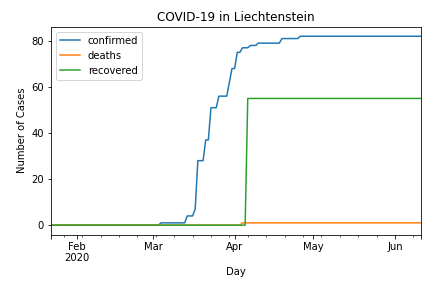 COVID-19 in Liechtenstein
confirmed
deaths
recovered
Number of Cases
80
60
40
20
0
Feb
2020
Mar
Apr
May
Jun
Day